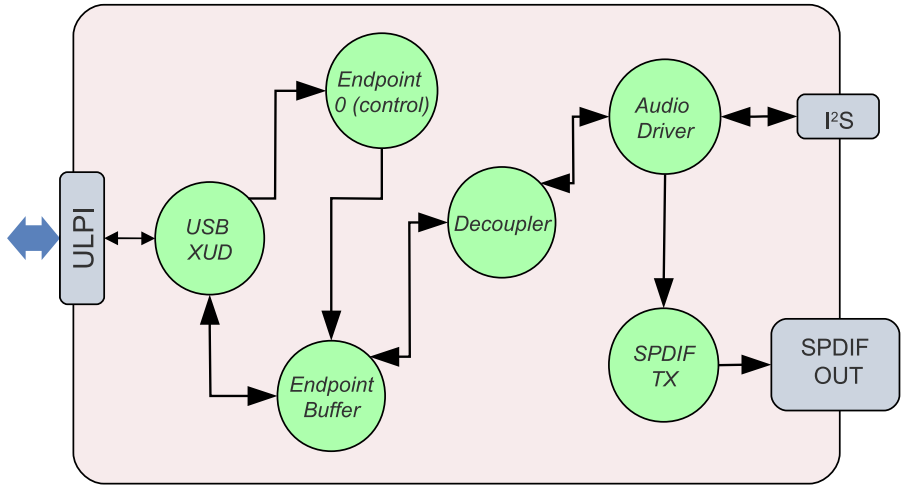 Endpoint
0 (control)
Audio
Driver
I²S
ULPI
USB
XUD
Decoupler
Endpoint
Buffer
SPDIF
TX
SPDIF
OUT